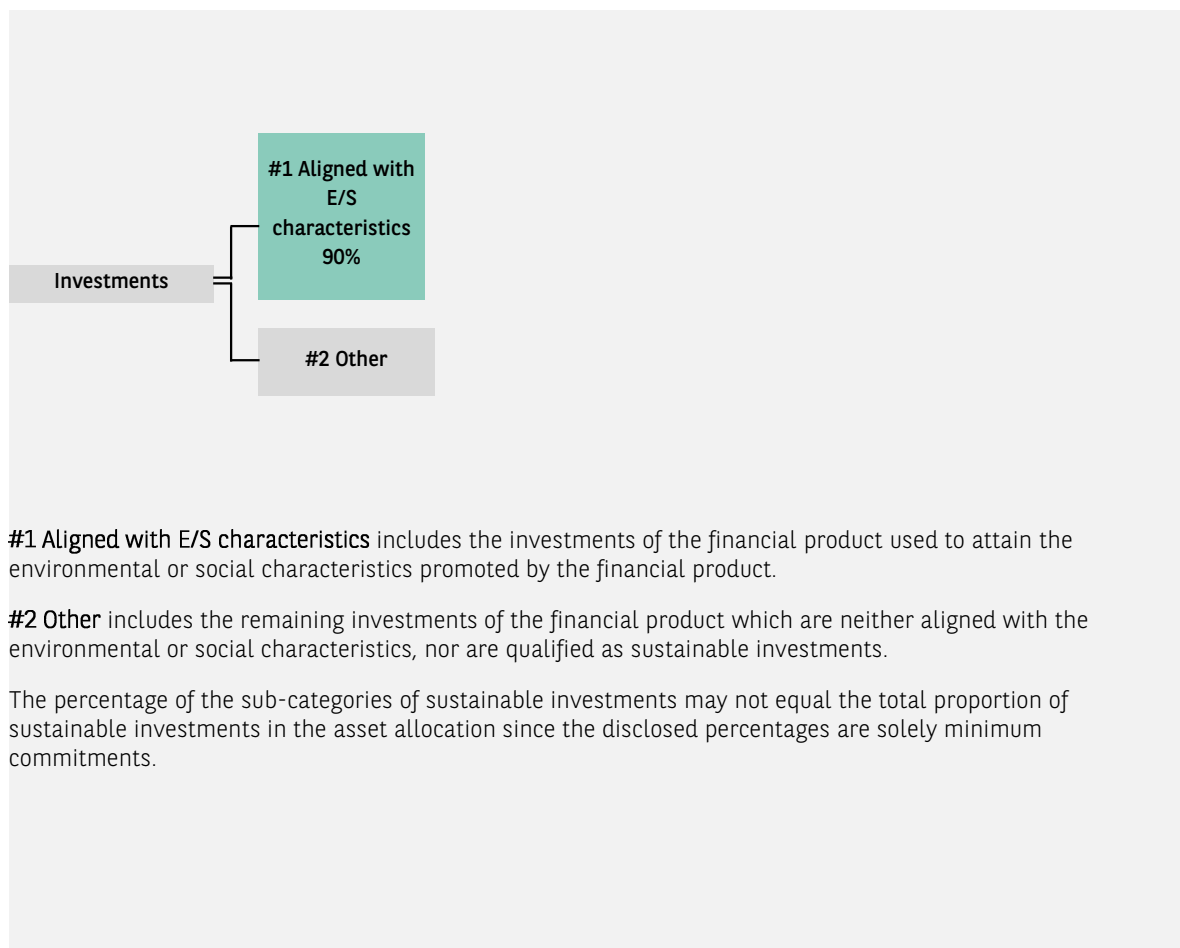 #1 Aligned with
E/S
characteristics
90%
Investments
#2 Other
#1 Aligned with E/S characteristics includes the investments of the financial product used to attain the
environmental or social characteristics promoted by the financial product.
#2 Other includes the remaining investments of the financial product which are neither aligned with the
environmental or social characteristics, nor are qualified as sustainable investments.
The percentage of the sub-categories of sustainable investments may not equal the total proportion of
sustainable investments in the asset allocation since the disclosed percentages are solely minimum
commitments.